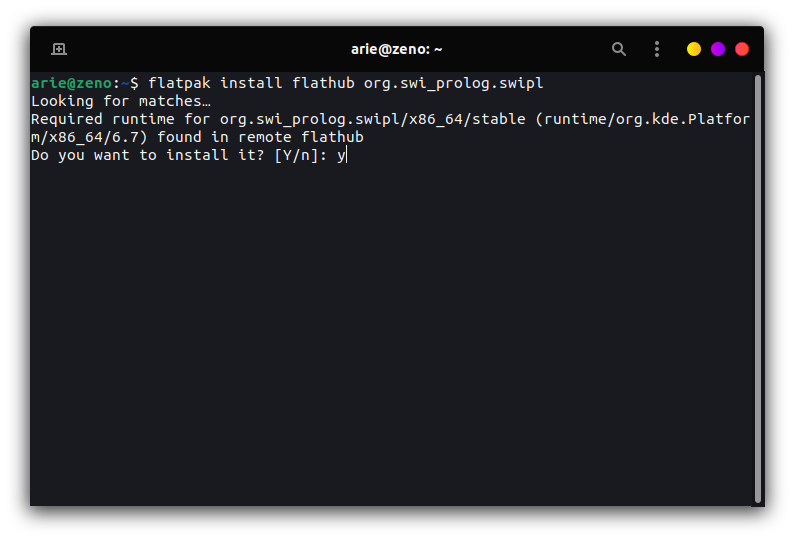 arie@zeno: ~
arie@zeno:~$ flatpak install flathub org.swi_prolog.swipl
Looking for matches…
Required runtime for org.swi_prolog.swipl/x86_64/stable (runtime/org.kde.Platfor
m/x86_64/6.7) found in remote flathub
Do you want to install it? [Y/n]: y